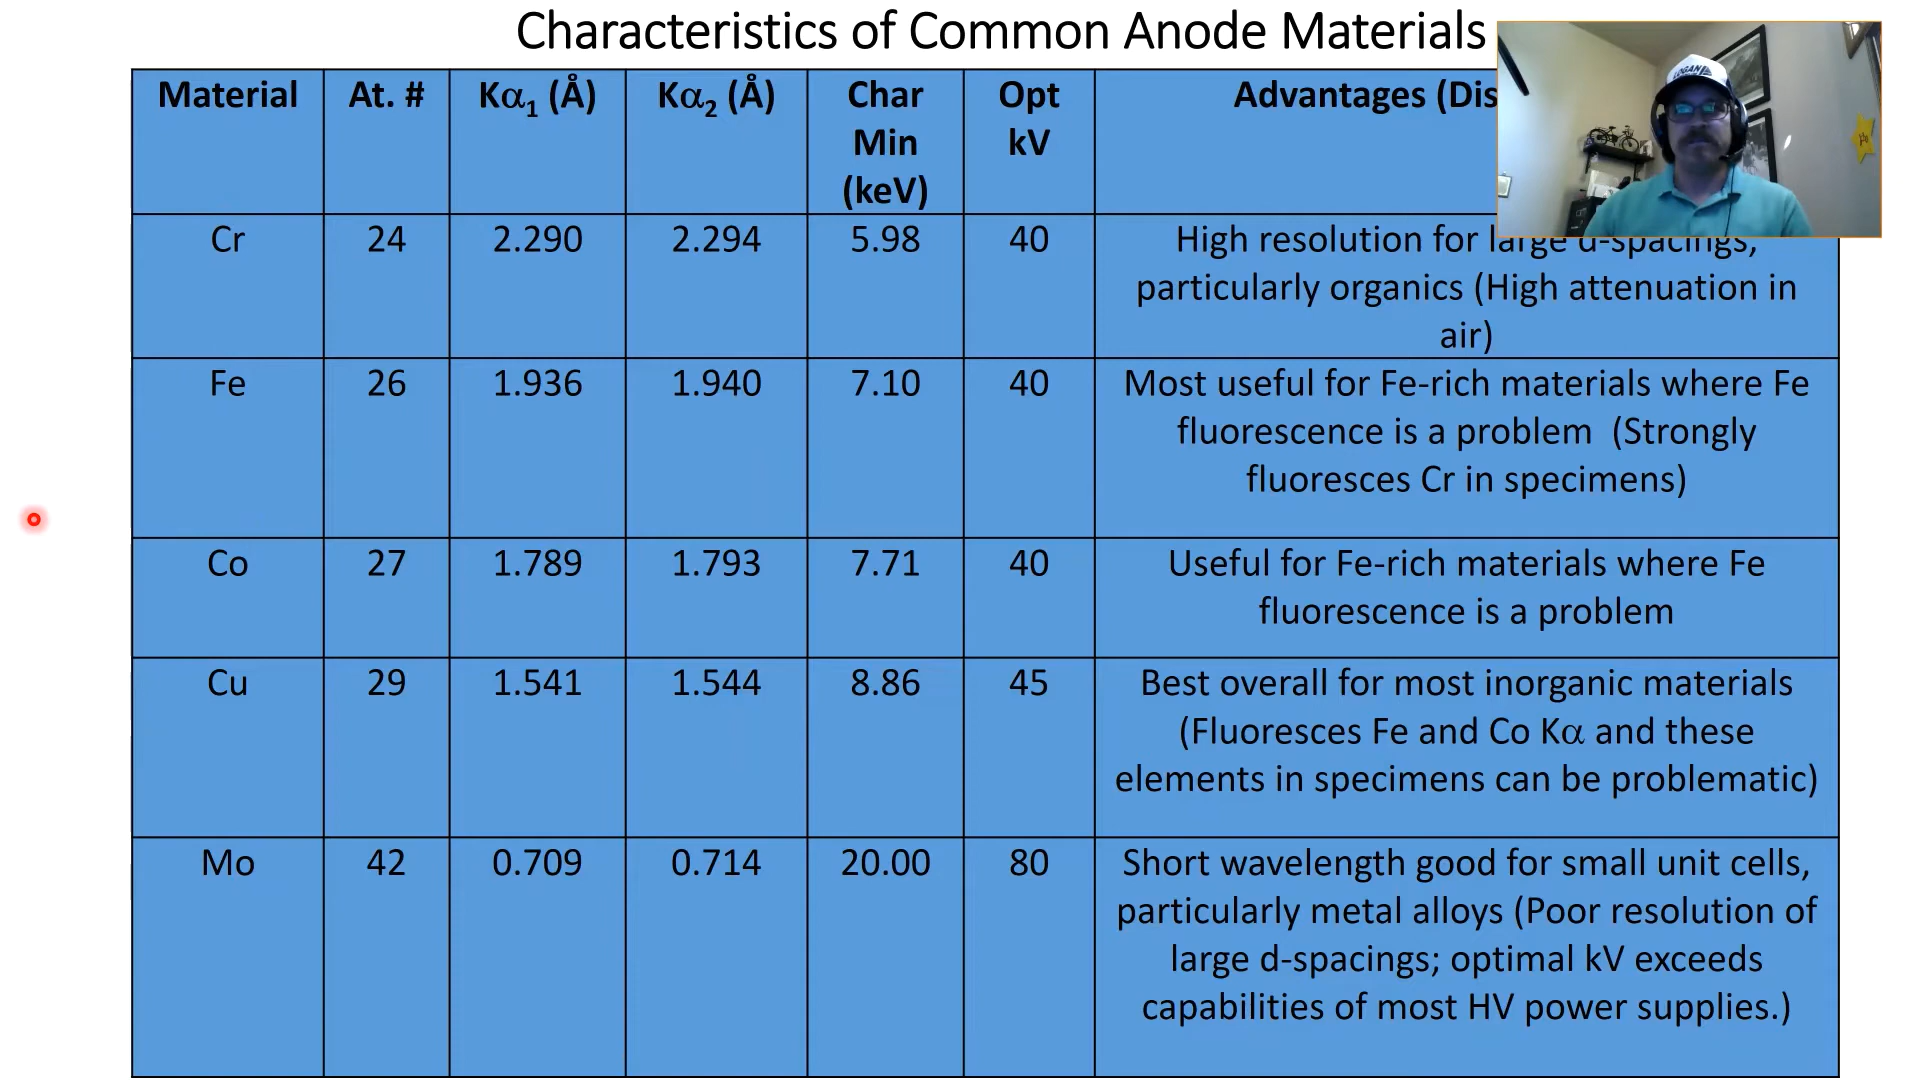 Characteristics of Common Anode Materials
Material At. # Kα1 (Å) Kα2 (Å) Char Min (keV) Opt kV Advantages
Cr 24 2.290 2.294 5.98 40 High resolution for large d-spacings,
particularly organics (High attenuation in
air)
Fe 26 1.936 1.940 7.10 40 Most useful for Fe-rich materials where Fe
fluorescence is a problem (Strongly
fluoresces Cr in specimens)
Co 27 1.789 1.793 7.71 40 Useful for Fe-rich materials where Fe
fluorescence is a problem
Cu 29 1.541 1.544 8.86 45 Best overall for most inorganic materials
(Fluoresces Fe and Co Kα and these
elements in specimens can be problematic)
Mo 42 0.709 0.714 20.00 80 Short wavelength good for small unit cells,
particularly metal alloys (Poor resolution of
large d-spacings; optimal kV exceeds
capabilities of most HV power supplies.)
LOGAN